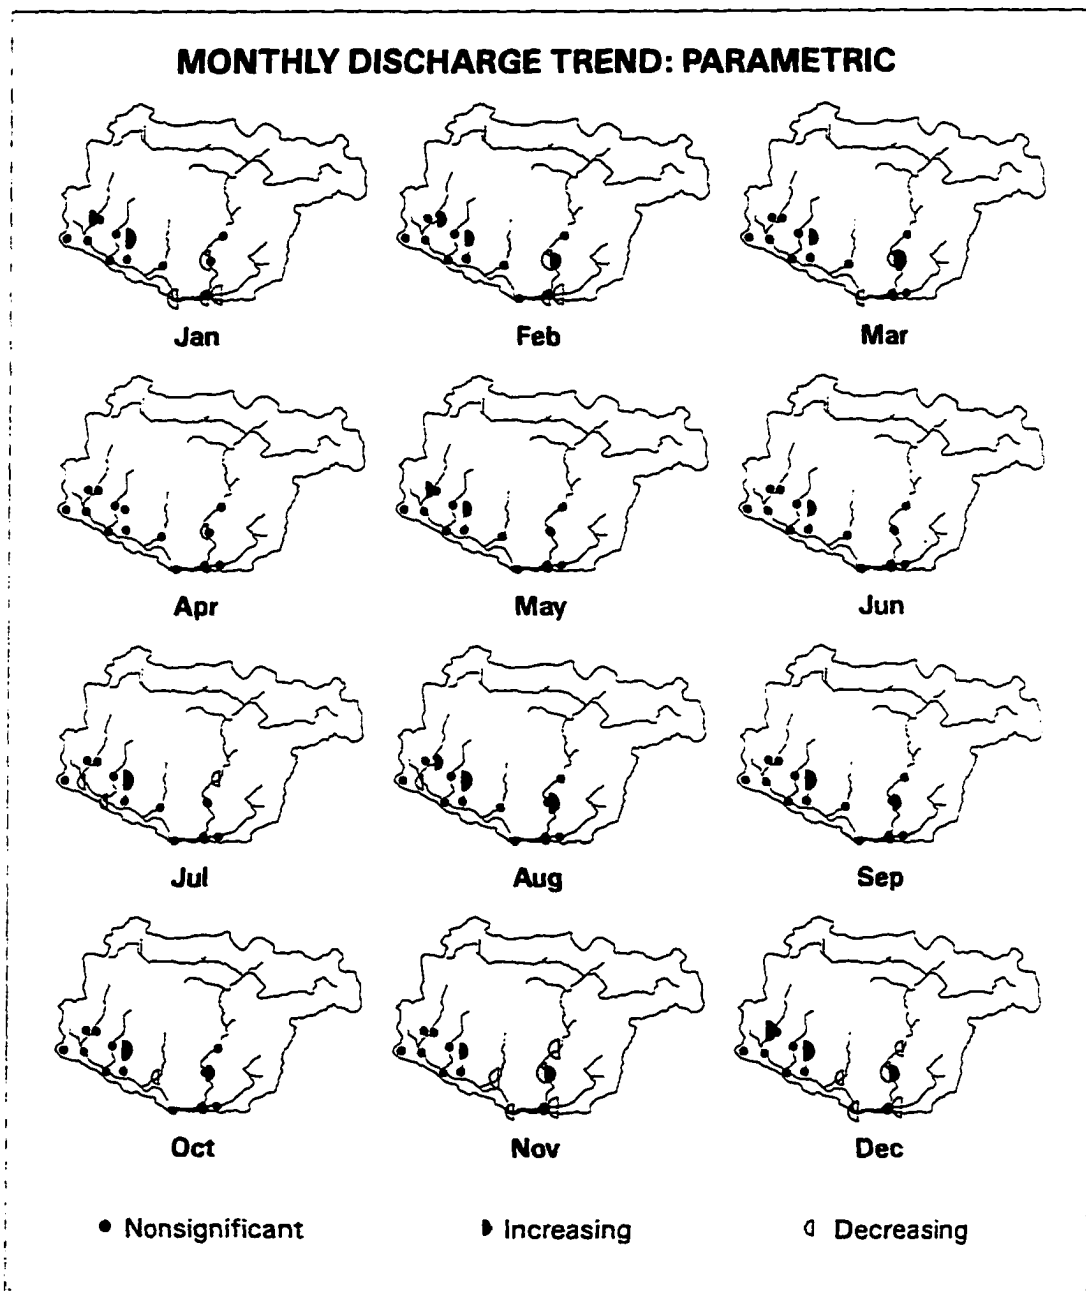 MONTHLY DISCHARGE TREND: PARAMETRIC
Jan Feb Mar
Apr May Jun
Jul Aug Sep
Oct Nov Dec
Nonsignificant Increasing Decreasing